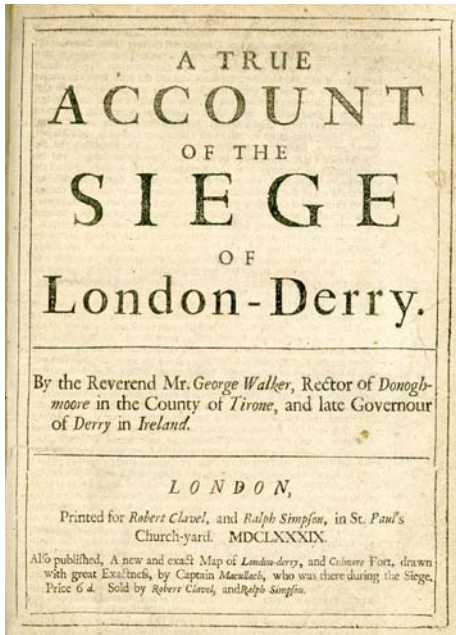 A TRUE
ACCOUNT
OF THE
SIEGE
OF
London-Derry.
By the Reverend Mr. George Walker, Rector of Donogh-
moore in the County of Tirone, and late Governour
of Derry in Ireland.
LONDON,
Printed for Robert Clavel, and Ralph Simpſon, in St. Paul's
Church-yard. MDCLXXXIX.
Alſo publiſhed, A new and exact Map of London-derry, and Culmore Fort, drawn
with great Exactneſs, by Captain Macullach, who was there during the Siege.
Price 6 d. Sold by Robert Clavel, and Ralph Simpſon.